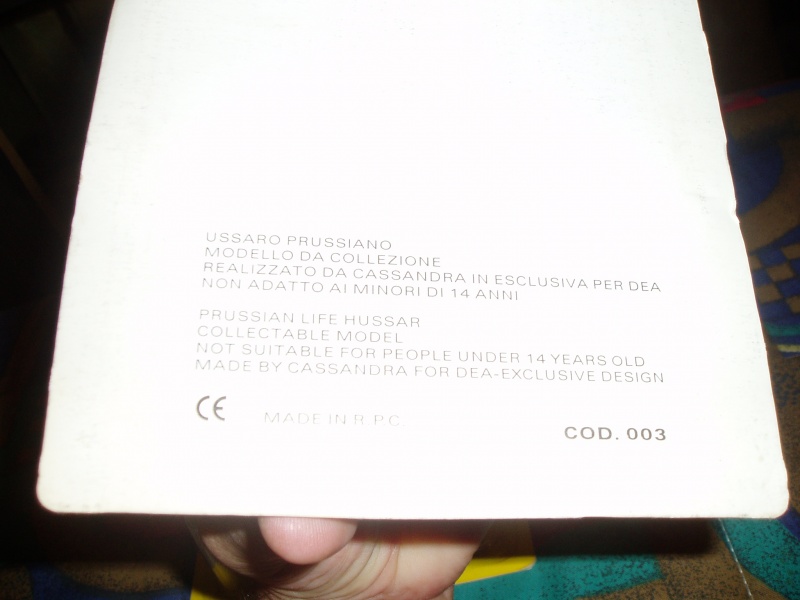 USSARO PRUSSIANO
MODELLO DA COLLEZIONE
REALIZZATO DA CASSANDRA IN ESCLUSIVA PER DEA
NON ADATTO AI MINORI DI 14 ANNI
PRUSSIAN LIFE HUSSAR
COLLECTABLE MODEL
NOT SUITABLE FOR PEOPLE UNDER 14 YEARS OLD
MADE BY CASSANDRA FOR DEA-EXCLUSIVE DESIGN
CE MADE IN R.P.C. COD. 003